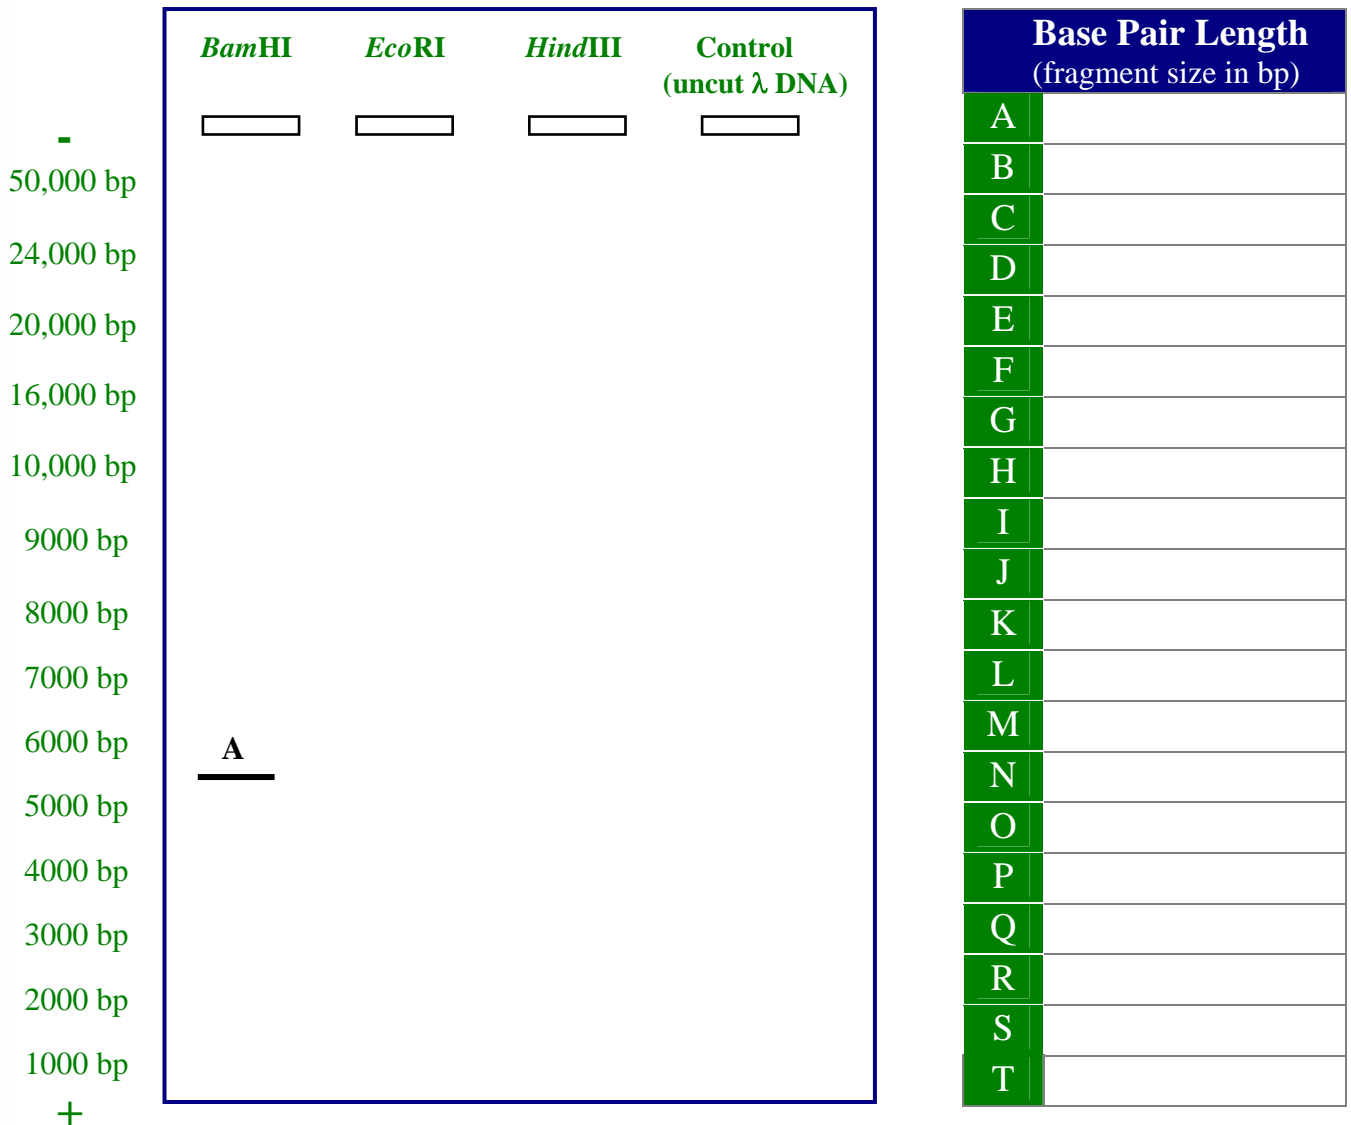 BamHI EcoRI HindIII Control
(uncut λ DNA)
-
50,000 bp
24,000 bp
20,000 bp
16,000 bp
10,000 bp
9000 bp
8000 bp
7000 bp
6000 bp
A
5000 bp
4000 bp
3000 bp
2000 bp
1000 bp
+
Base Pair Length
(fragment size in bp)
A
B
C
D
E
F
G
H
I
J
K
L
M
N
O
P
Q
R
S
T